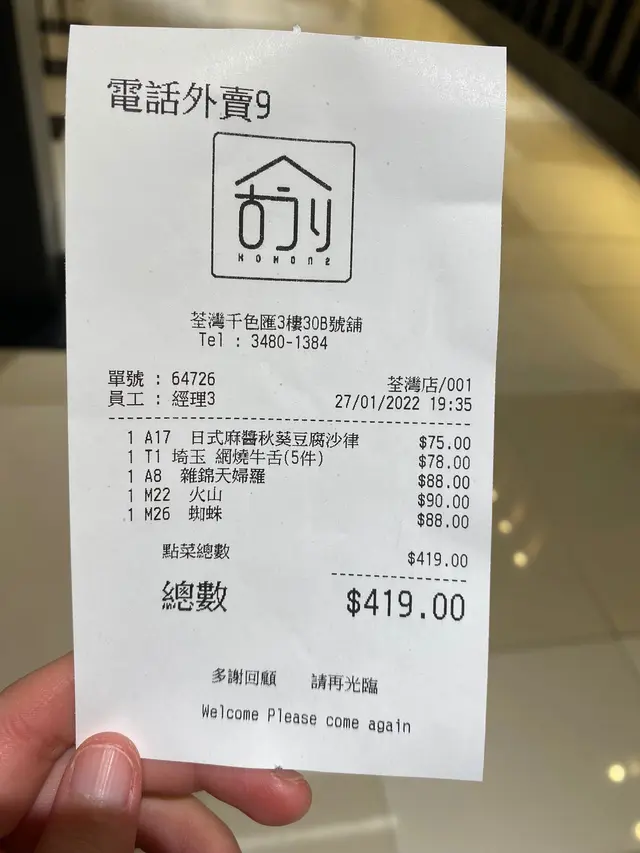 電話外賣9
HOMON2
荃灣千色匯3樓30B號舖
Tel : 3480-1384
單號 : 64726
荃灣店/001
員工 : 經理3
27/01/2022 19:35
1 A17 日式麻醬秋葵豆腐沙律 $75.00
1 T1 埼玉 網燒牛舌(5件) $78.00
1 A8 雜錦天婦羅 $88.00
1 M22 火山 $90.00
1 M26 蜘蛛 $88.00
點菜總數 $419.00
總數 $419.00
多謝回顧 請再光臨
Welcome Please come again